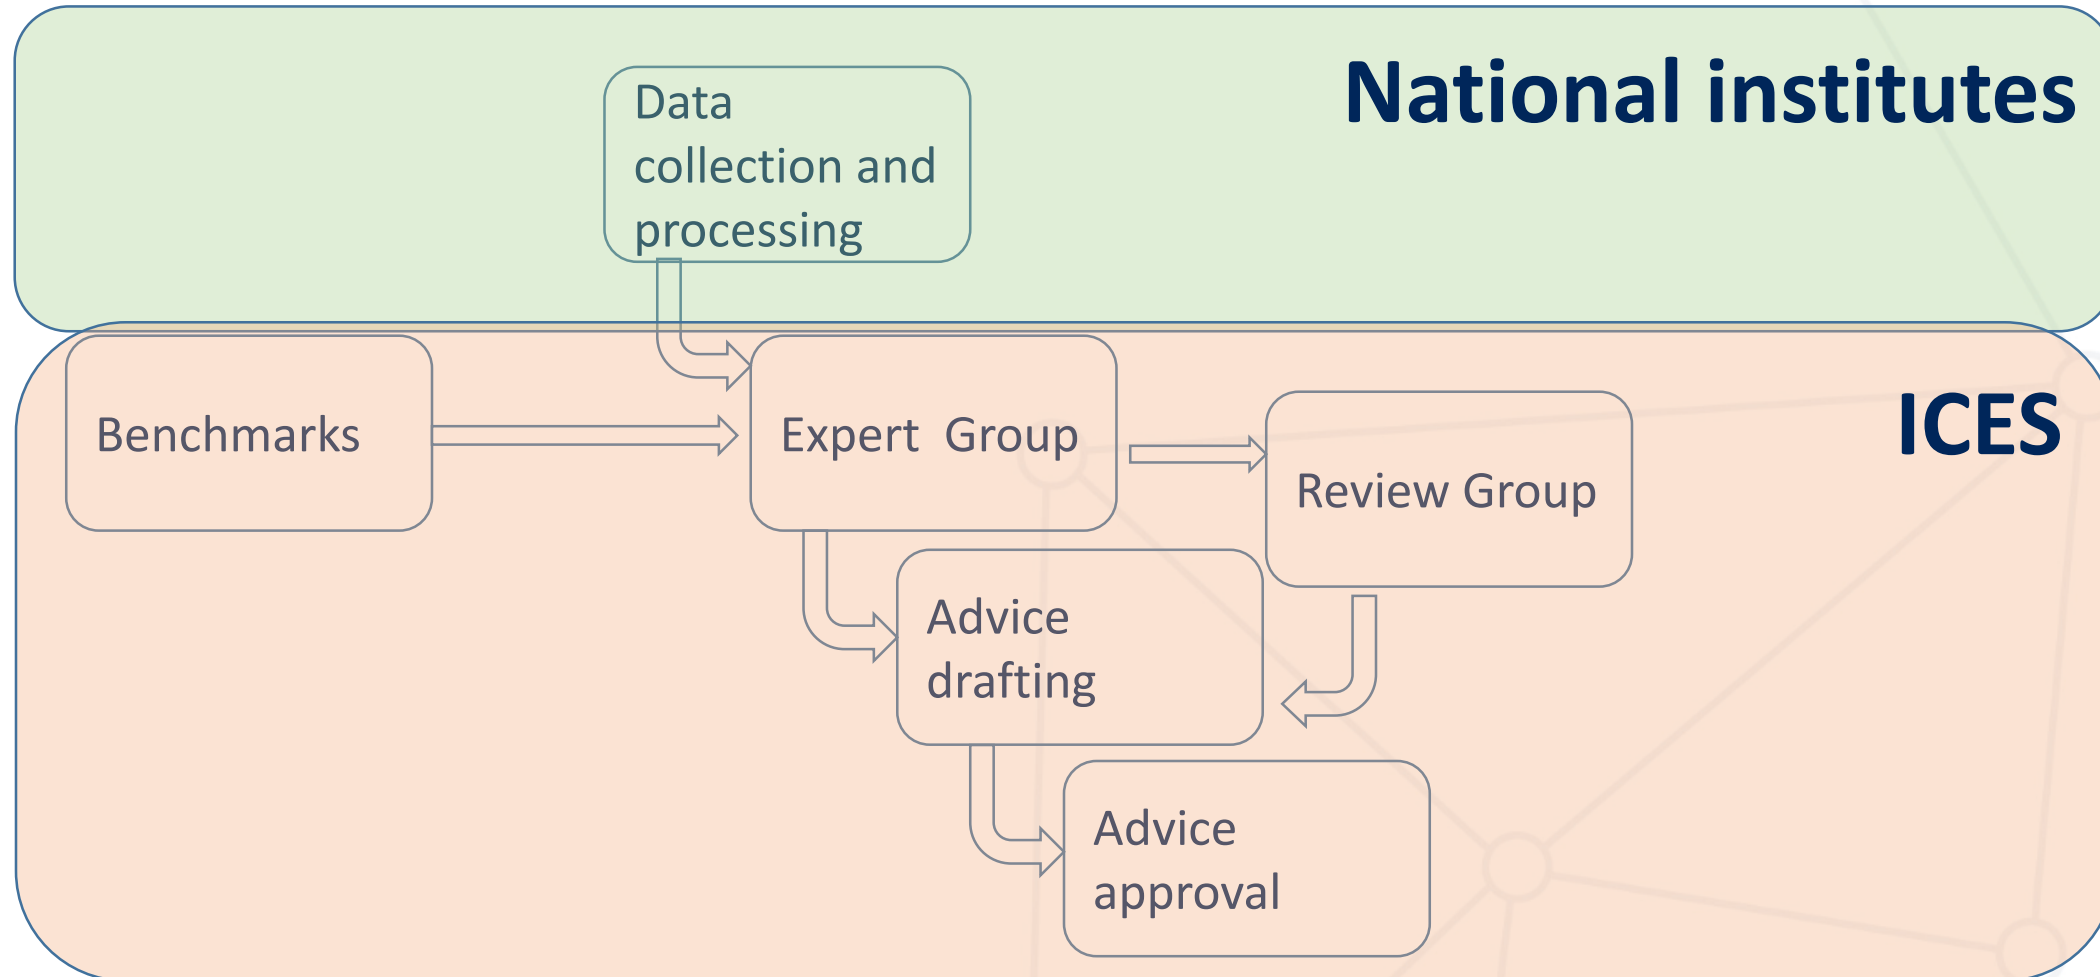 National institutes
Data
collection and
processing
ICES
Benchmarks
Expert  Group
Review Group
Advice
drafting
Advice
approval